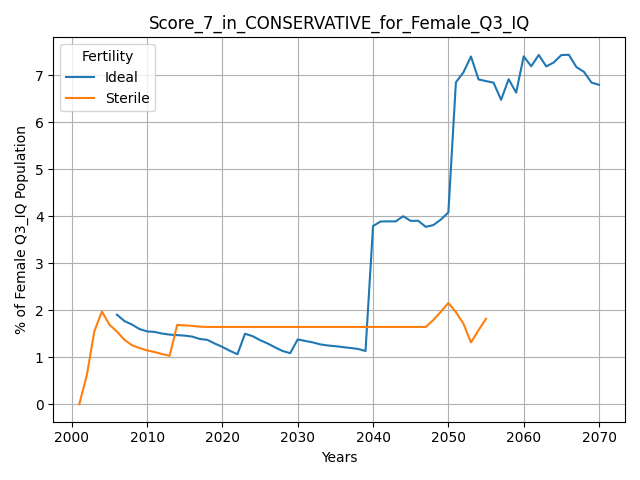 Score_7_in_CONSERVATIVE_for_Female_Q3_IQ
Fertility
Ideal
Sterile
% of Female Q3_IQ Population
7
6
5
4
3
2
1
0
2000 2010 2020 2030 2040 2050 2060 2070
Years